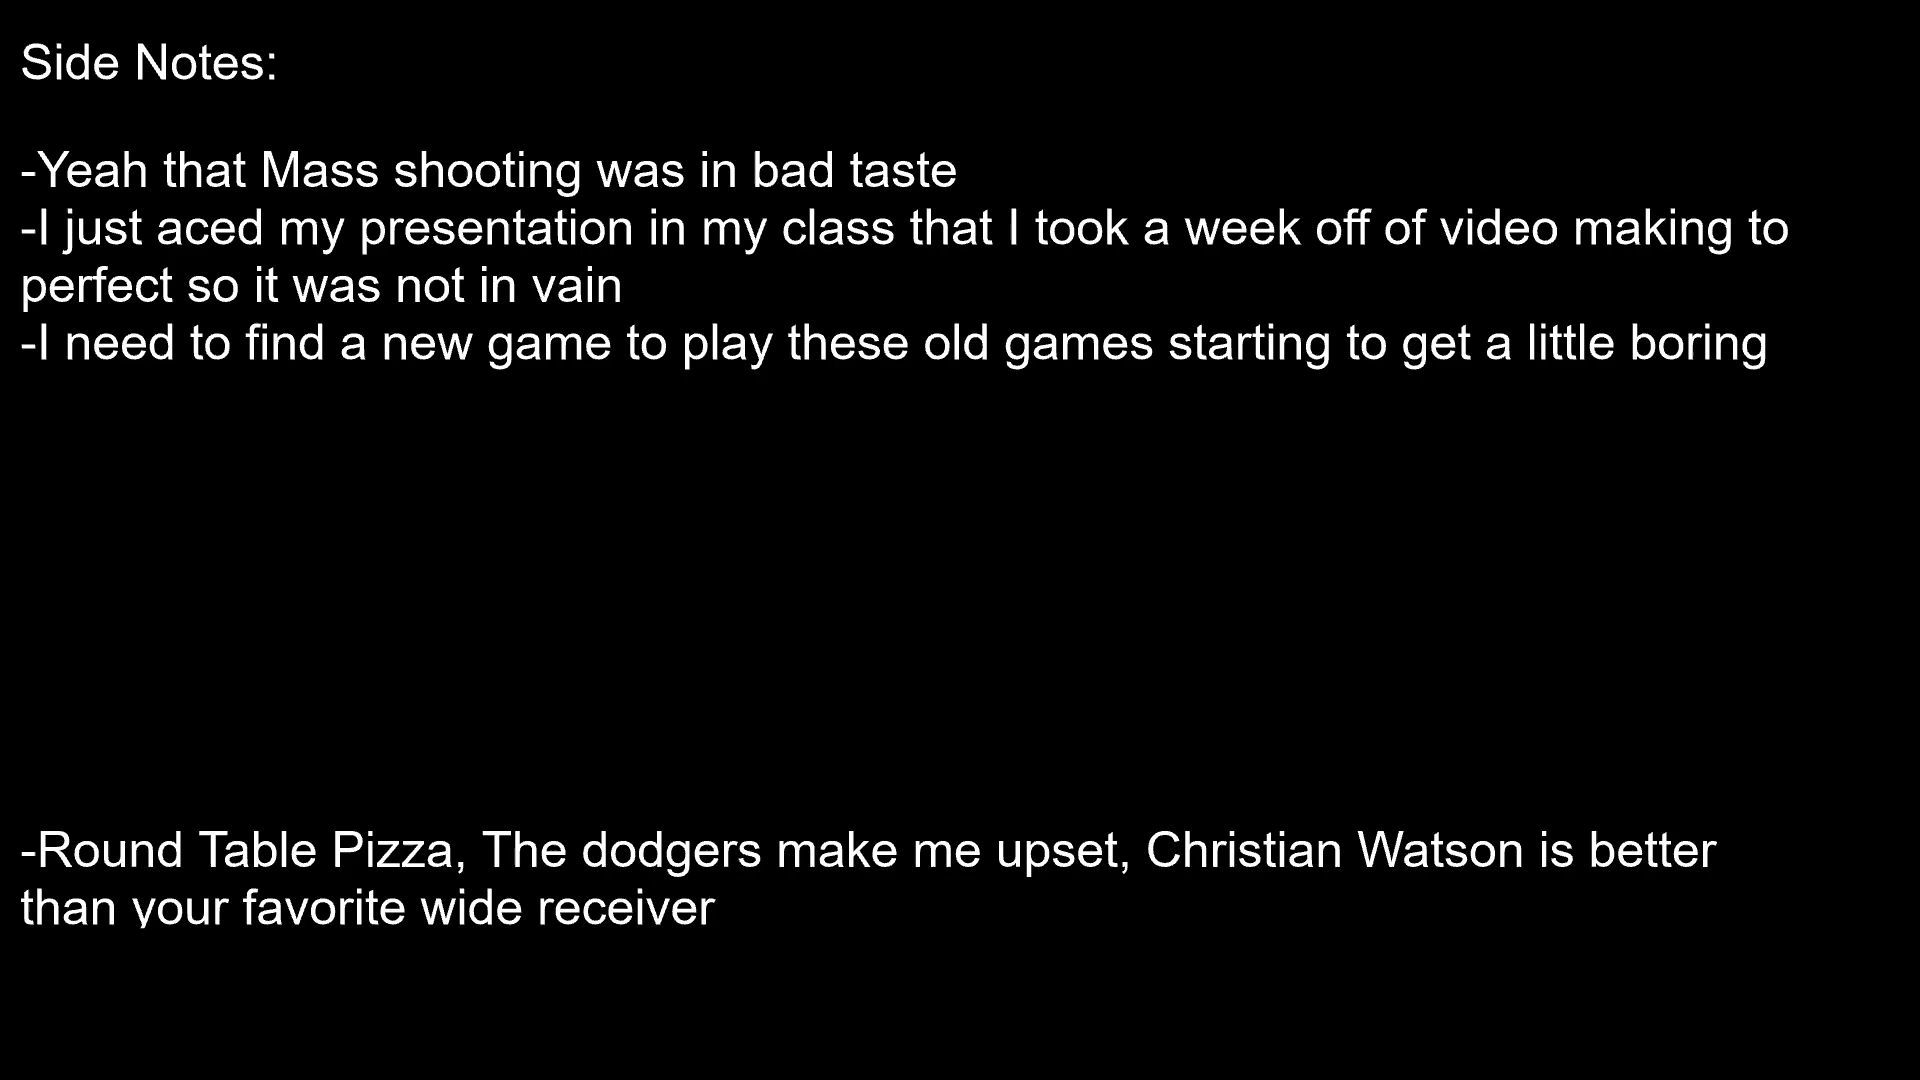 Side Notes:
-Yeah that Mass shooting was in bad taste
-I just aced my presentation in my class that I took a week off of video making to
perfect so it was not in vain
-I need to find a new game to play these old games starting to get a little boring
-Round Table Pizza, The dodgers make me upset, Christian Watson is better
than your favorite wide receiver